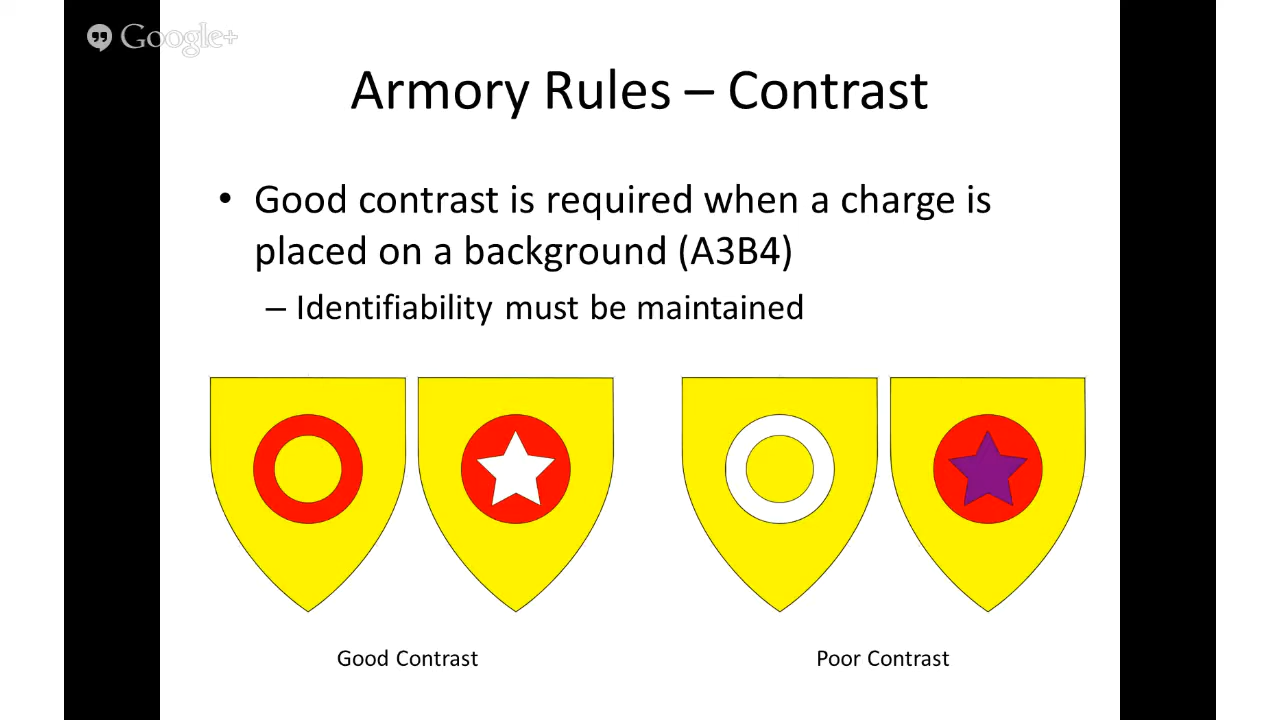 Google+
Armory Rules – Contrast
• Good contrast is required when a charge is
placed on a background (A3B4)
– Identifiability must be maintained
Good Contrast
Poor Contrast